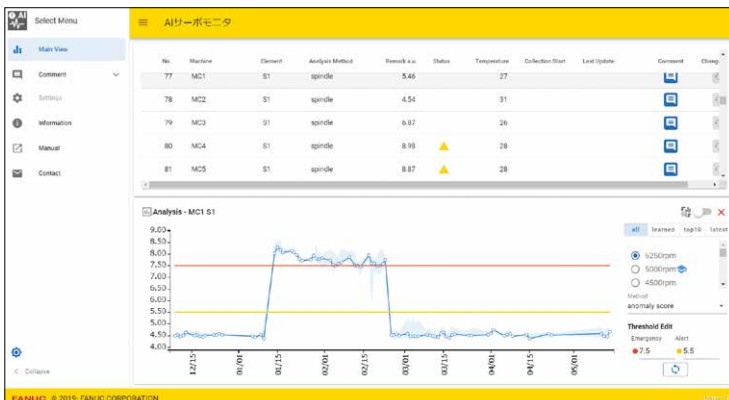 AI
Select Menu
AIサーボモニタ
Main View
Comment
Settings
Information
Manual
Contact
Collapse
No. Machine Element Analysis Method Remark a.u. Status Temperature Collection Start Last Update Comment Change
77 MC1 S1 spindle 5.46 27
78 MC2 S1 spindle 4.54 31
79 MC3 S1 spindle 6.87 26
80 MC4 S1 spindle 8.98 28
81 MC5 S1 spindle 8.87 28
Analysis - MC1 S1
all learned top10 latest
9.00
8.50
8.00
7.50
7.00
6.50
6.00
5.50
5.00
4.50
4.00
12/15
01/01
01/15
02/01
02/15
03/01
03/15
04/01
04/15
05/01
5250rpm
5000rpm
4500rpm
Method
anomaly score
Threshold Edit
Emergency Alert
7.5 5.5
FANUC © 2019- FANUC CORPORATION